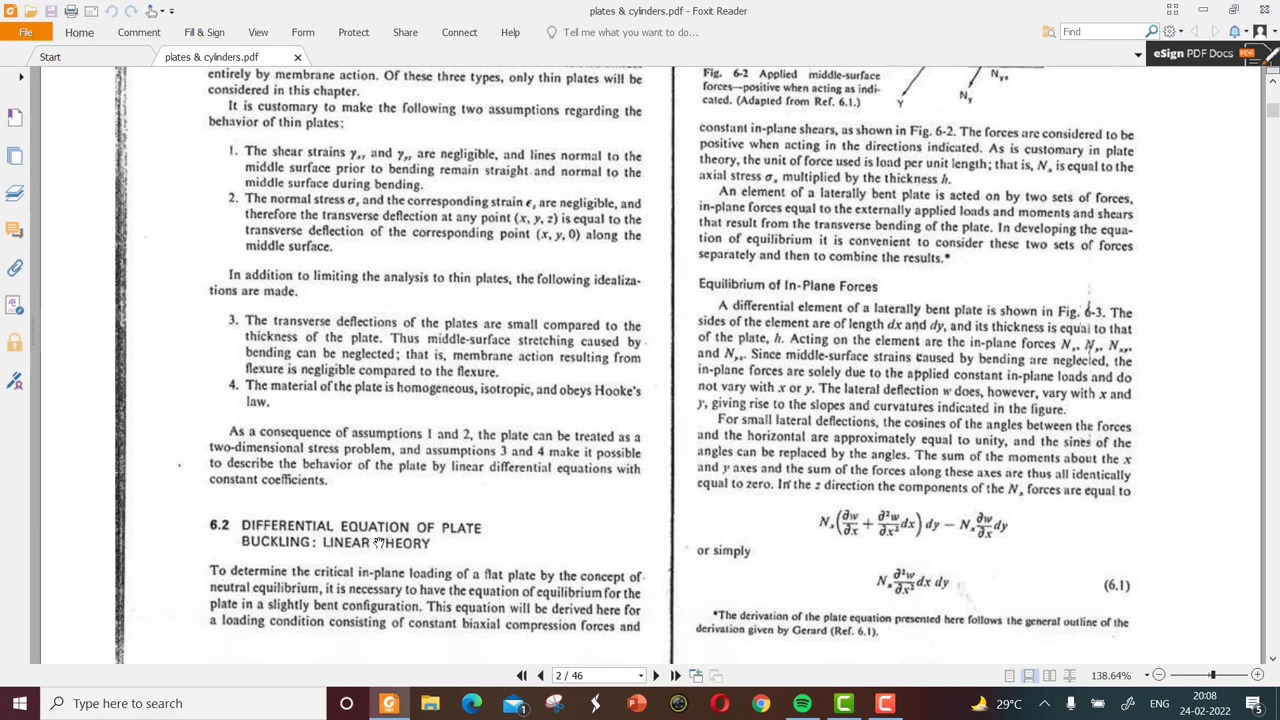 plates & cylinders.pdf - Foxit Reader
File
Home
Comment
Fill & Sign
View
Form
Protect
Share
Connect
Help
Tell me what you want to do...
Find
Start
plates & cylinders.pdf
eSign PDF Docs
entirely by membrane action. Of these three types, only thin plates will be
considered in this chapter.
It is customary to make the following two assumptions regarding the
behavior of thin plates:
1. The shear strains γxz and γyz are negligible, and lines normal to the
middle surface prior to bending remain straight and normal to the
middle surface during bending.
2. The normal stress σz and the corresponding strain ϵz are negligible, and
therefore the transverse deflection at any point (x, y, z) is equal to the
transverse deflection of the corresponding point (x, y, 0) along the
middle surface.
In addition to limiting the analysis to thin plates, the following idealiza-
tions are made.
3. The transverse deflections of the plates are small compared to the
thickness of the plate. Thus middle-surface stretching caused by
bending can be neglected; that is, membrane action resulting from
flexure is negligible compared to the flexure.
4. The material of the plate is homogeneous, isotropic, and obeys Hooke's
law.
As a consequence of assumptions 1 and 2, the plate can be treated as a
two-dimensional stress problem, and assumptions 3 and 4 make it possible
to describe the behavior of the plate by linear differential equations with
constant coefficients.
6.2 DIFFERENTIAL EQUATION OF PLATE
BUCKLING: LINEAR THEORY
To determine the critical in-plane loading of a flat plate by the concept of
neutral equilibrium, it is necessary to have the equation of equilibrium for the
plate in a slightly bent configuration. This equation will be derived here for
a loading condition consisting of constant biaxial compression forces and
Fig. 6-2 Applied middle-surface
forces—positive when acting as indi-
cated. (Adapted from Ref. 6.1.)
Y
Ny
Nyx
constant in-plane shears, as shown in Fig. 6-2. The forces are considered to be
positive when acting in the directions indicated. As is customary in plate
theory, the unit of force used is load per unit length; that is, Nx is equal to the
axial stress σx multiplied by the thickness h.
An element of a laterally bent plate is acted on by two sets of forces,
in-plane forces equal to the externally applied loads and moments and shears
that result from the transverse bending of the plate. In developing the equa-
tion of equilibrium it is convenient to consider these two sets of forces
separately and then to combine the results.*
Equilibrium of In-Plane Forces
A differential element of a laterally bent plate is shown in Fig. 6-3. The
sides of the element are of length dx and dy, and its thickness is equal to that
of the plate, h. Acting on the element are the in-plane forces Nx, Ny, Nxy,
and Nyx. Since middle-surface strains caused by bending are neglected, the
in-plane forces are solely due to the applied constant in-plane loads and do
not vary with x or y. The lateral deflection w does, however, vary with x and
y, giving rise to the slopes and curvatures indicated in the figure.
For small lateral deflections, the cosines of the angles between the forces
and the horizontal are approximately equal to unity, and the sines of the
angles can be replaced by the angles. The sum of the moments about the x
and y axes and the sum of the forces along these axes are thus all identically
equal to zero. In the z direction the components of the Nx forces are equal to
Nx(∂w/∂x + ∂²w/∂x² dx) dy − Nx ∂w/∂x dy
or simply
Nx ∂²w/∂x² dx dy (6.1)
*The derivation of the plate equation presented here follows the general outline of the
derivation given by Gerard (Ref. 6.1).
2 / 46
138.64%
Type here to search
29°C
ENG
20:08
24-02-2022
1
5